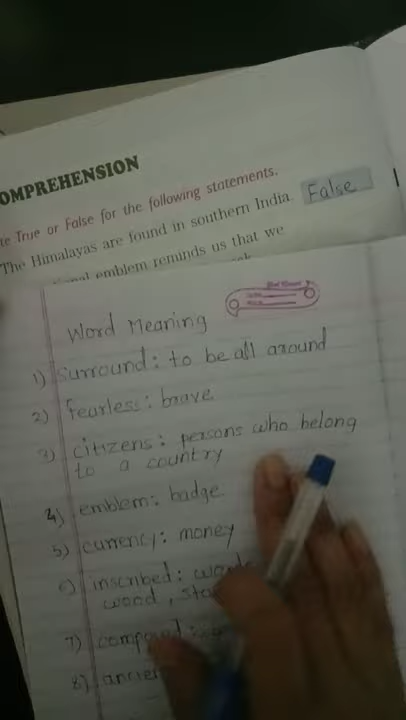 COMPREHENSION
te True or False for the following statements.
The Himalayas are found in southern India. False
emblem reminds us that we
Word Meaning
1) Surround: to be all around
2) fearless: brave
3) citizens: persons who belong
to a country
4) emblem: badge
5) currency: money
6) inscribed: words
wood,
7)
8)